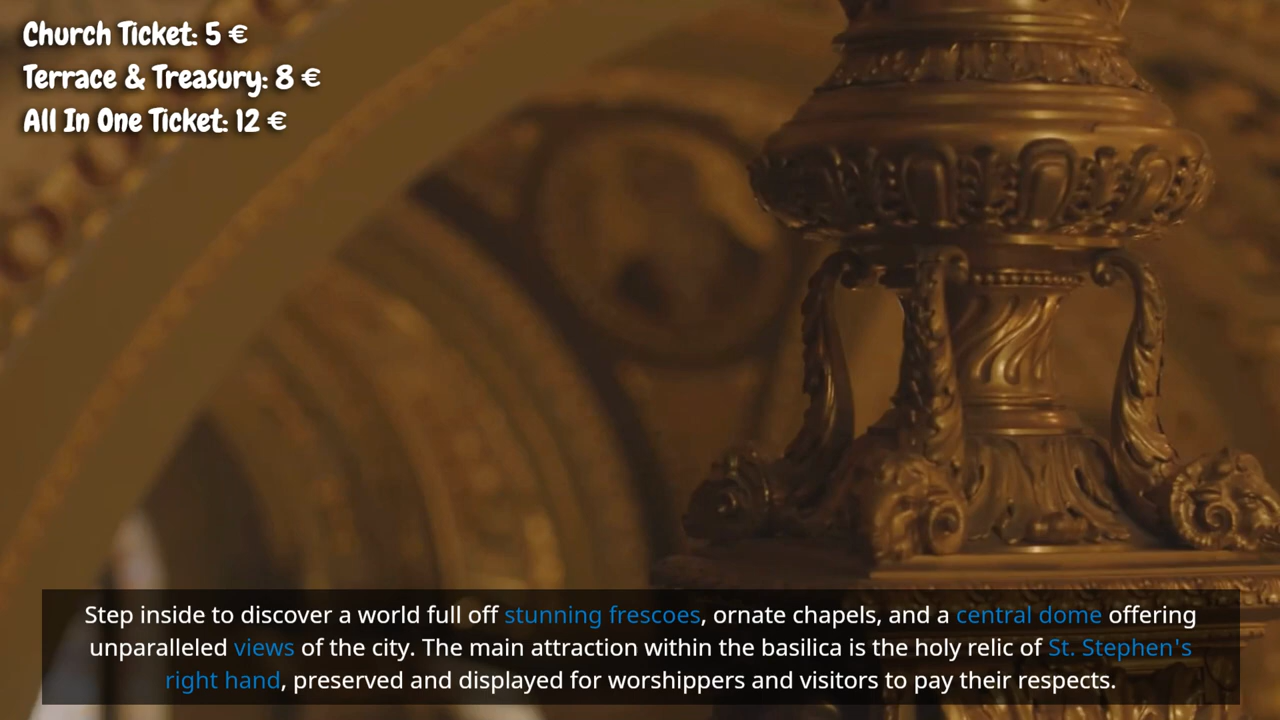 Church Ticket: 5 €
Terrace & Treasury: 8 €
All In One Ticket: 12 €
Step inside to discover a world full off stunning frescoes, ornate chapels, and a central dome offering
unparalleled views of the city. The main attraction within the basilica is the holy relic of St. Stephen's
right hand, preserved and displayed for worshippers and visitors to pay their respects.